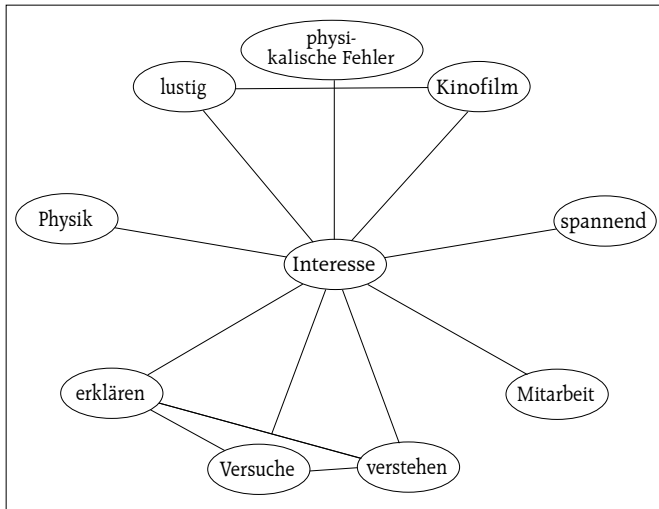 physi-
kalische Fehler
lustig
Kinofilm
Physik
spannend
Interesse
erklären
Mitarbeit
Versuche
verstehen